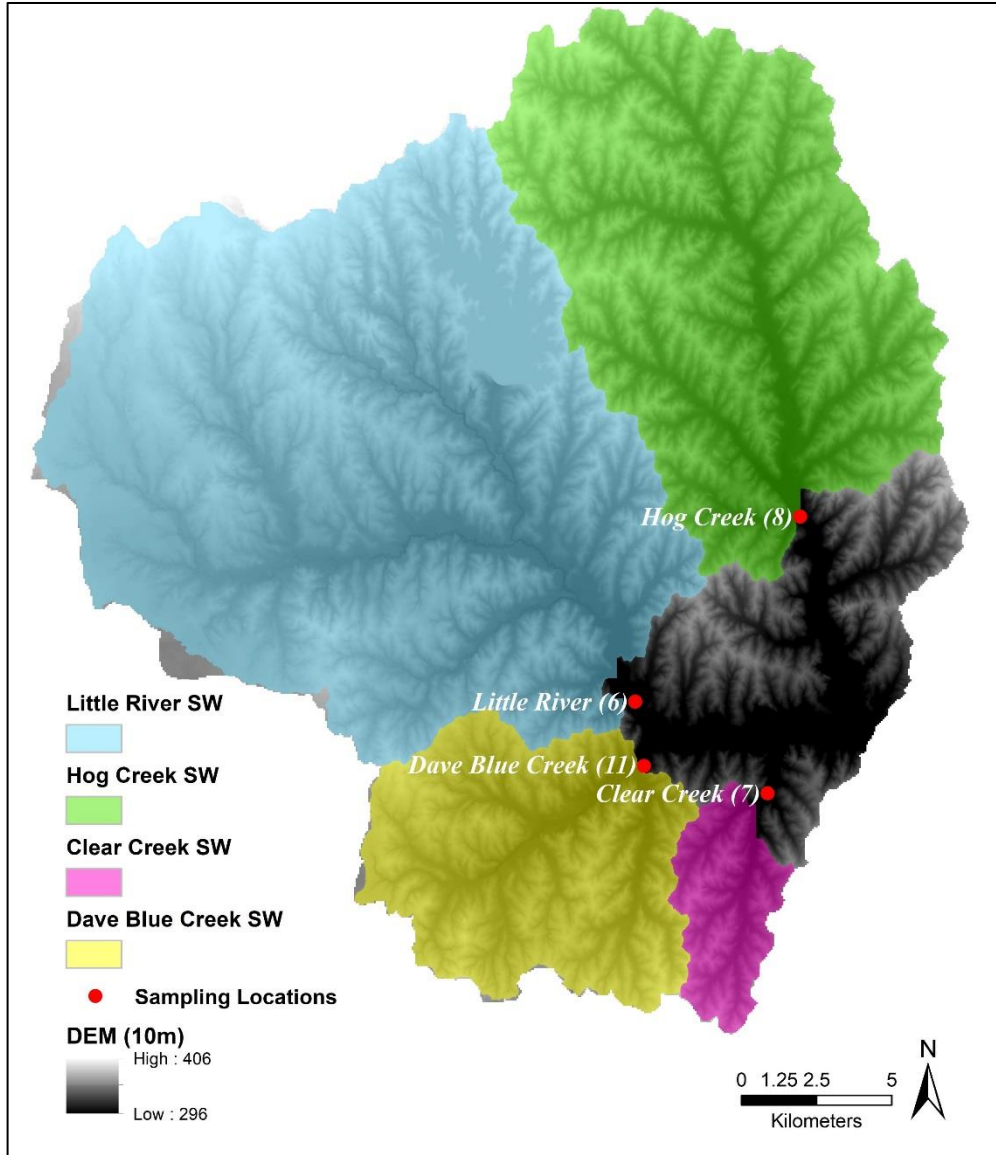 Hog Creek (8)
Little River (6)
Dave Blue Creek (11)
Clear Creek (7)
Little River SW
Hog Creek SW
Clear Creek SW
Dave Blue Creek SW
Sampling Locations
DEM (10m)
High : 406
Low : 296
N
0 1.25 2.5 5
Kilometers